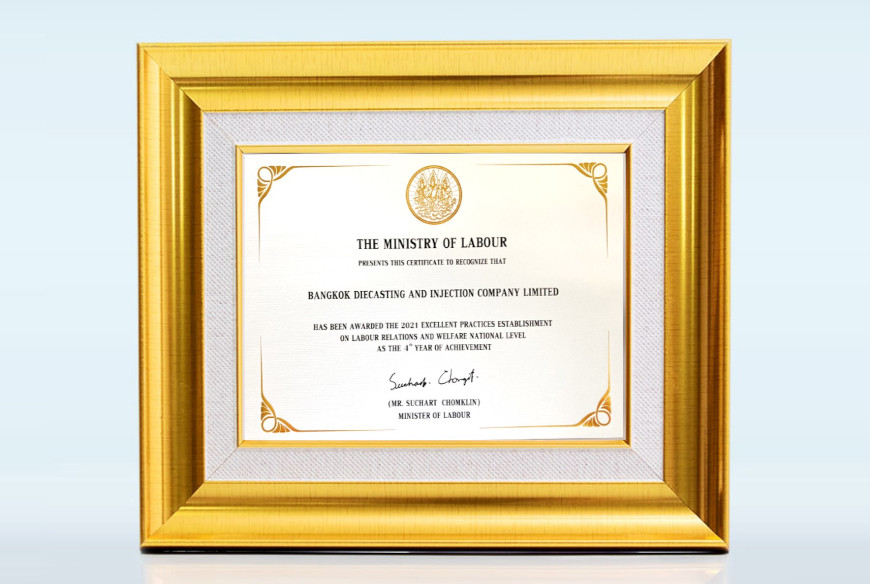 THE MINISTRY OF LABOUR
PRESENTS THIS CERTIFICATE TO RECOGNIZE THAT
BANGKOK DIECASTING AND INJECTION COMPANY LIMITED
HAS BEEN AWARDED THE 2021 EXCELLENT PRACTICES ESTABLISHMENT
ON LABOUR RELATIONS AND WELFARE NATIONAL LEVEL
AS THE 4th YEAR OF ACHIEVEMENT
(MR. SUCHART CHOMKLIN)
MINISTER OF LABOUR